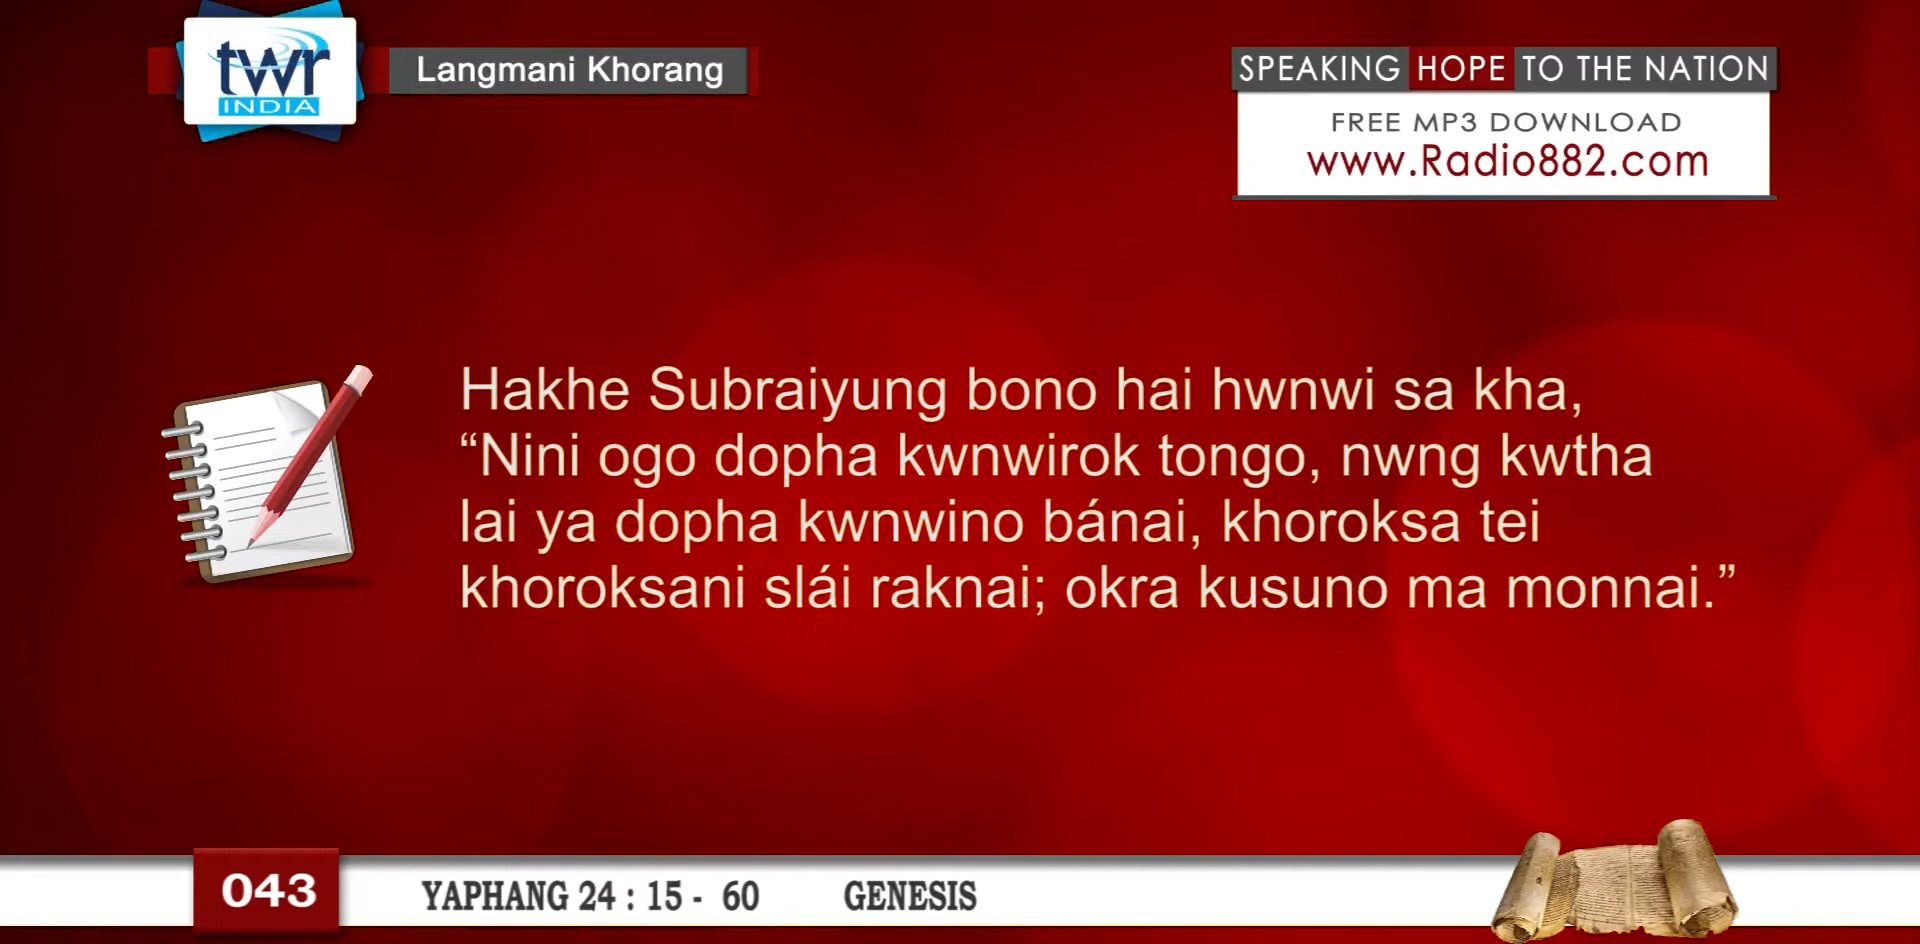 twr
INDIA
Langmani Khorang
SPEAKING HOPE TO THE NATION
FREE MP3 DOWNLOAD
www.Radio882.com
Hakhe Subraiyung bono hai hwnwi sa kha,
“Nini ogo dopha kwnwirok tongo, nwng kwtha
lai ya dopha kwnwino bánai, khoroksa tei
khoroksani slái raknai; okra kusuno ma monnai.”
043
YAPHANG 24 : 15 - 60 GENESIS